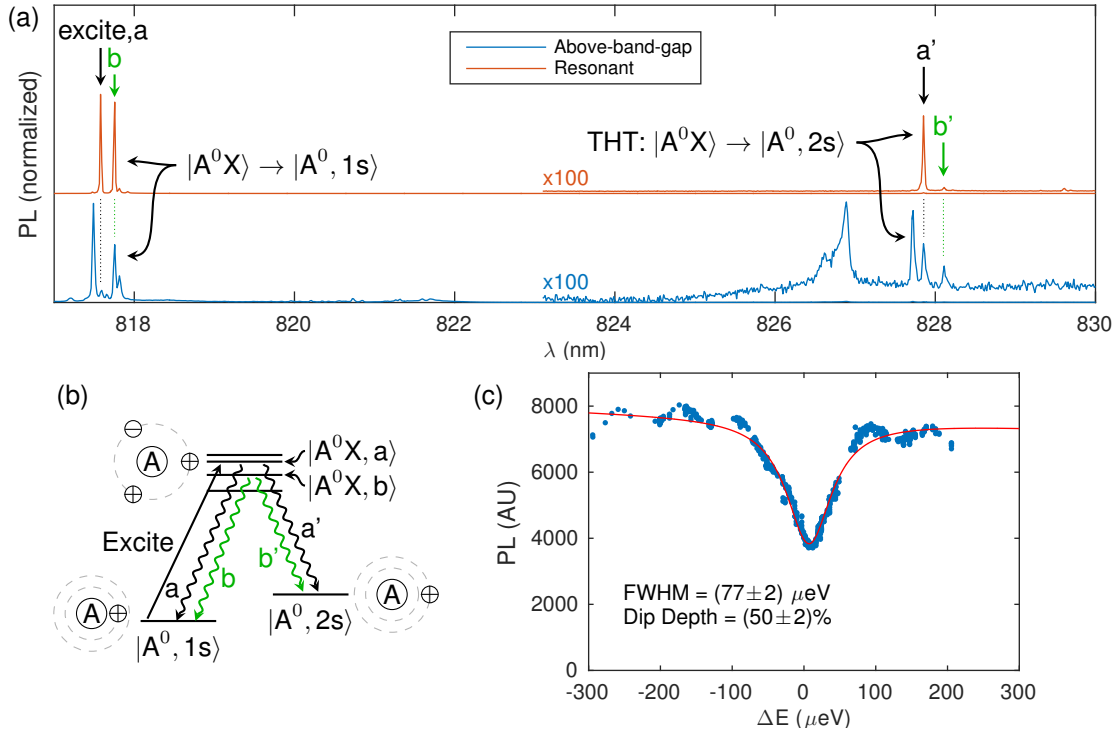 (a)
excite,a
b
Above-band-gap
Resonant
a'
b'
|A⁰X⟩ → |A⁰, 1s⟩
THT: |A⁰X⟩ → |A⁰, 2s⟩
x100
x100
PL (normalized)
818 820 822 824 826 828 830
λ (nm)
(b)
A
|A⁰X, a⟩
|A⁰X, b⟩
Excite
a
b
b'
a'
A
|A⁰, 1s⟩
|A⁰, 2s⟩
A
(c)
8000
6000
4000
2000
0
PL (AU)
FWHM = (77±2) μeV
Dip Depth = (50±2)%
-300 -200 -100 0 100 200 300
ΔE (μeV)